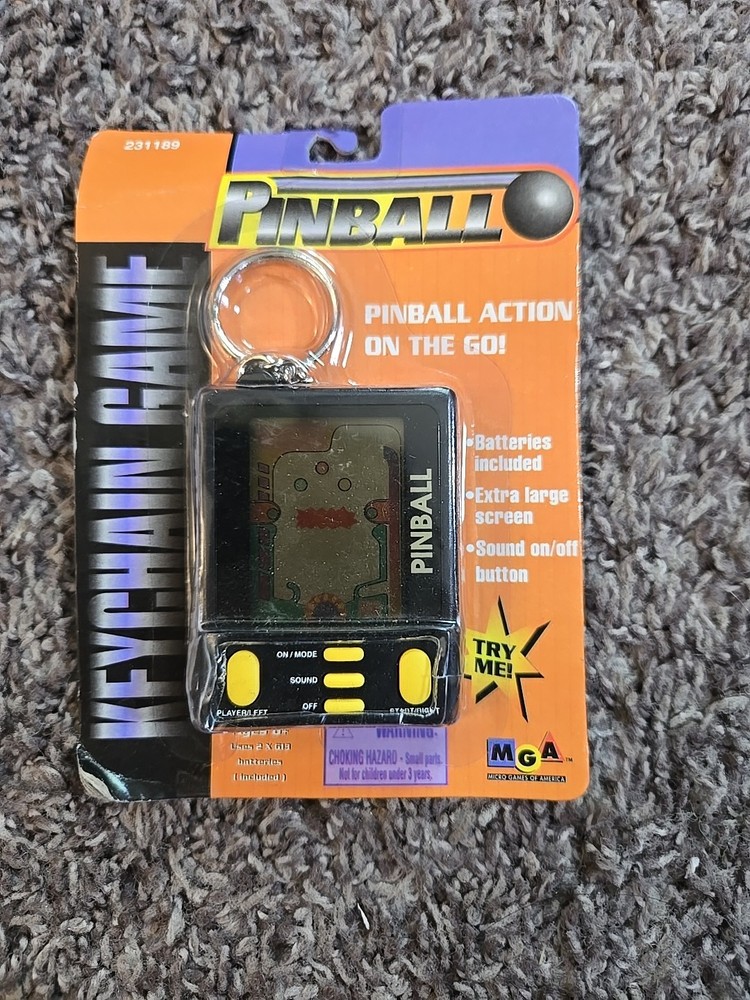 231189
PINBALL
KEYCHAIN GAME
PINBALL ACTION
ON THE GO!
•Batteries
included
•Extra large
screen
•Sound on/off
button
PINBALL
TRY
ME!
ON / MODE
SOUND
OFF
PLAYER/LEFT
START/RIGHT
Uses 2 X
batteries
(included)
WARNING:
CHOKING HAZARD - Small parts.
Not for children under 3 years.
MGA TM
MICRO GAMES OF AMERICA